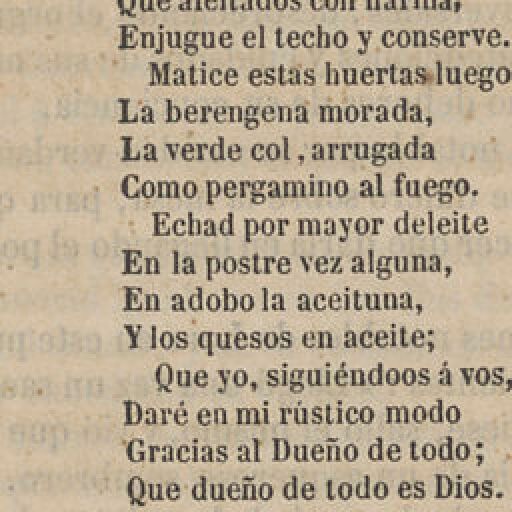 Que afeitados con harina,
Enjugue el techo y conserve.
Matice estas huertas luego
La berengena morada,
La verde col, arrugada
Como pergamino al fuego.
Echad por mayor deleite
En la postre vez alguna,
En adobo la aceituna,
Y los quesos en aceite;
Que yo, siguiéndoos á vos,
Daré en mi rústico modo
Gracias al Dueño de todo;
Que dueño de todo es Dios.